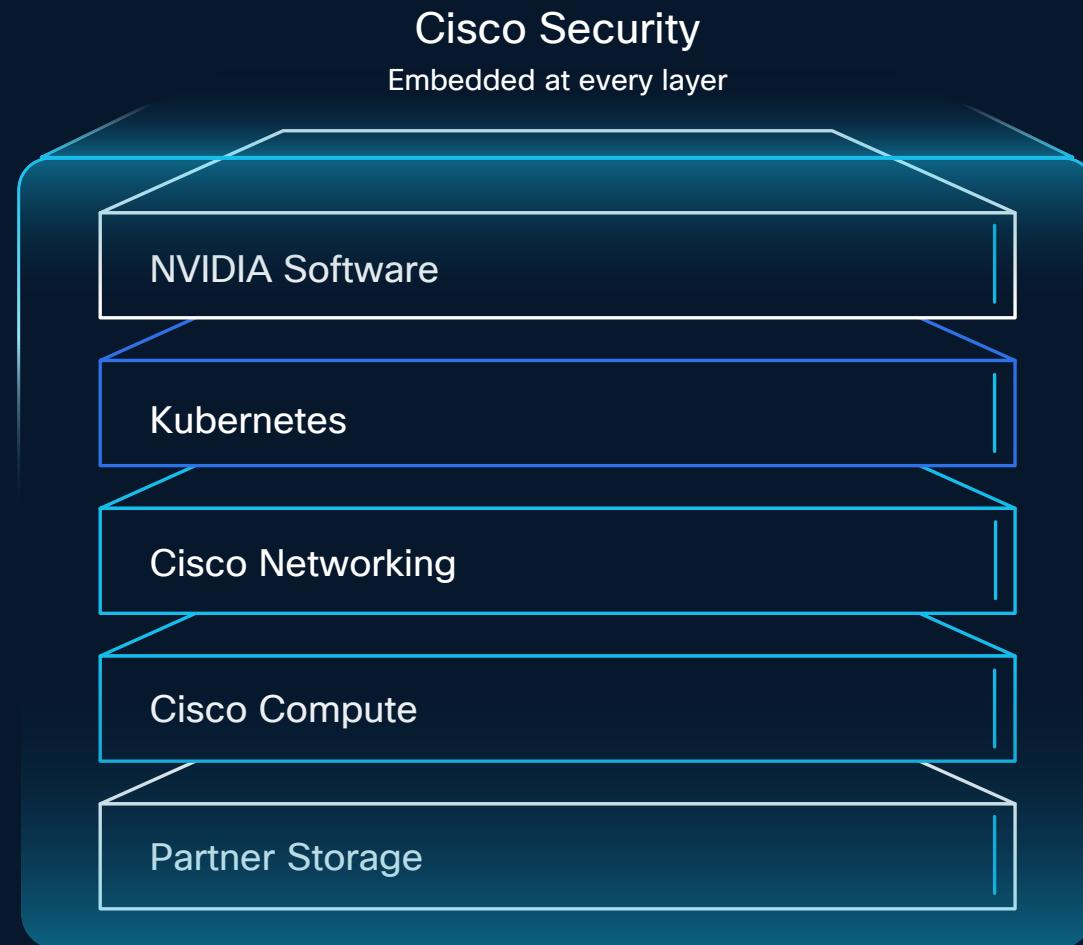 Cisco Security
Embedded at every layer
NVIDIA Software
Kubernetes
Cisco Networking
Cisco Compute
Partner Storage